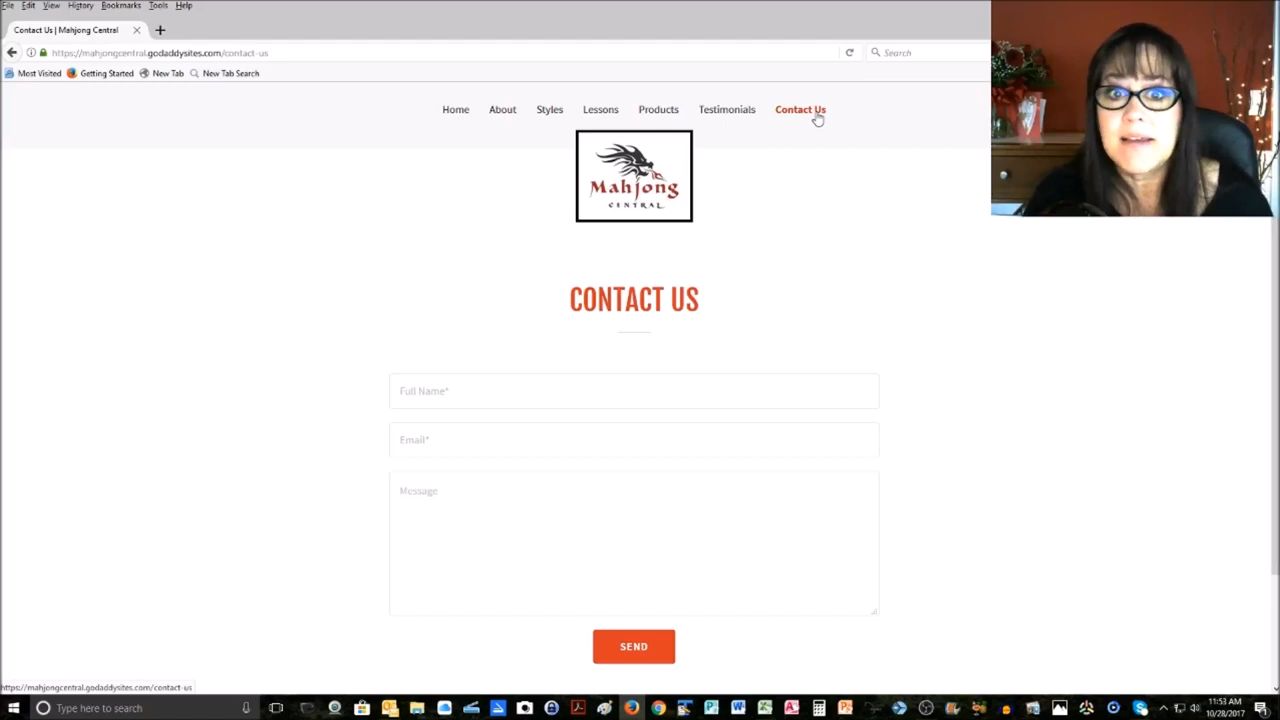 File Edit View History Bookmarks Tools Help
Contact Us | Mahjong Central
https://mahjongcentral.godaddysites.com/contact-us
Search
Most Visited Getting Started New Tab New Tab Search
Home About Styles Lessons Products Testimonials Contact Us
Mahjong
CENTRAL
CONTACT US
Full Name*
Email*
Message
SEND
https://mahjongcentral.godaddysites.com/contact-us
Type here to search
11:53 AM
10/28/2017